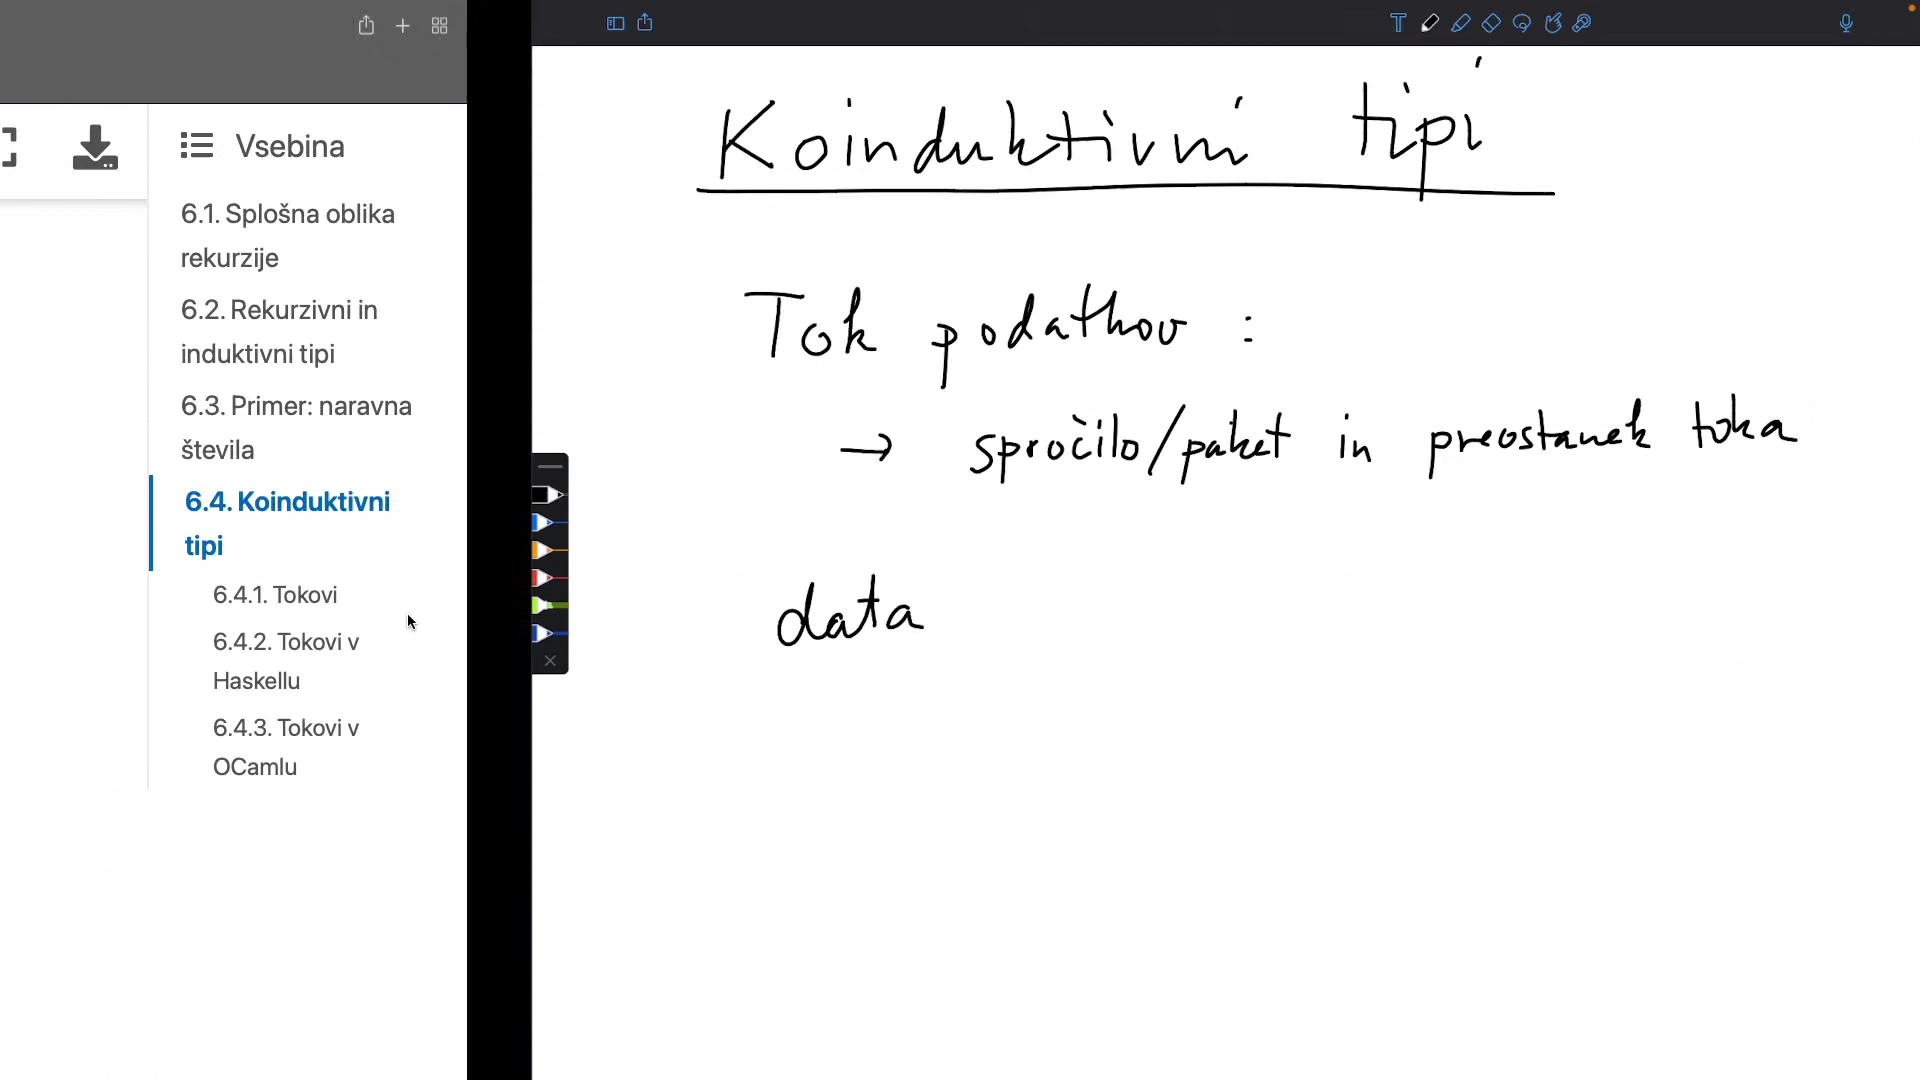 Vsebina
6.1. Splošna oblika
rekurzije
6.2. Rekurzivni in
induktivni tipi
6.3. Primer: naravna
števila
6.4. Koinduktivni
tipi
6.4.1. Tokovi
6.4.2. Tokovi v
Haskellu
6.4.3. Tokovi v
OCamlu
Koinduktivni tipi
Tok podatkov :
→ sporočilo/paket in preostanek toka
data